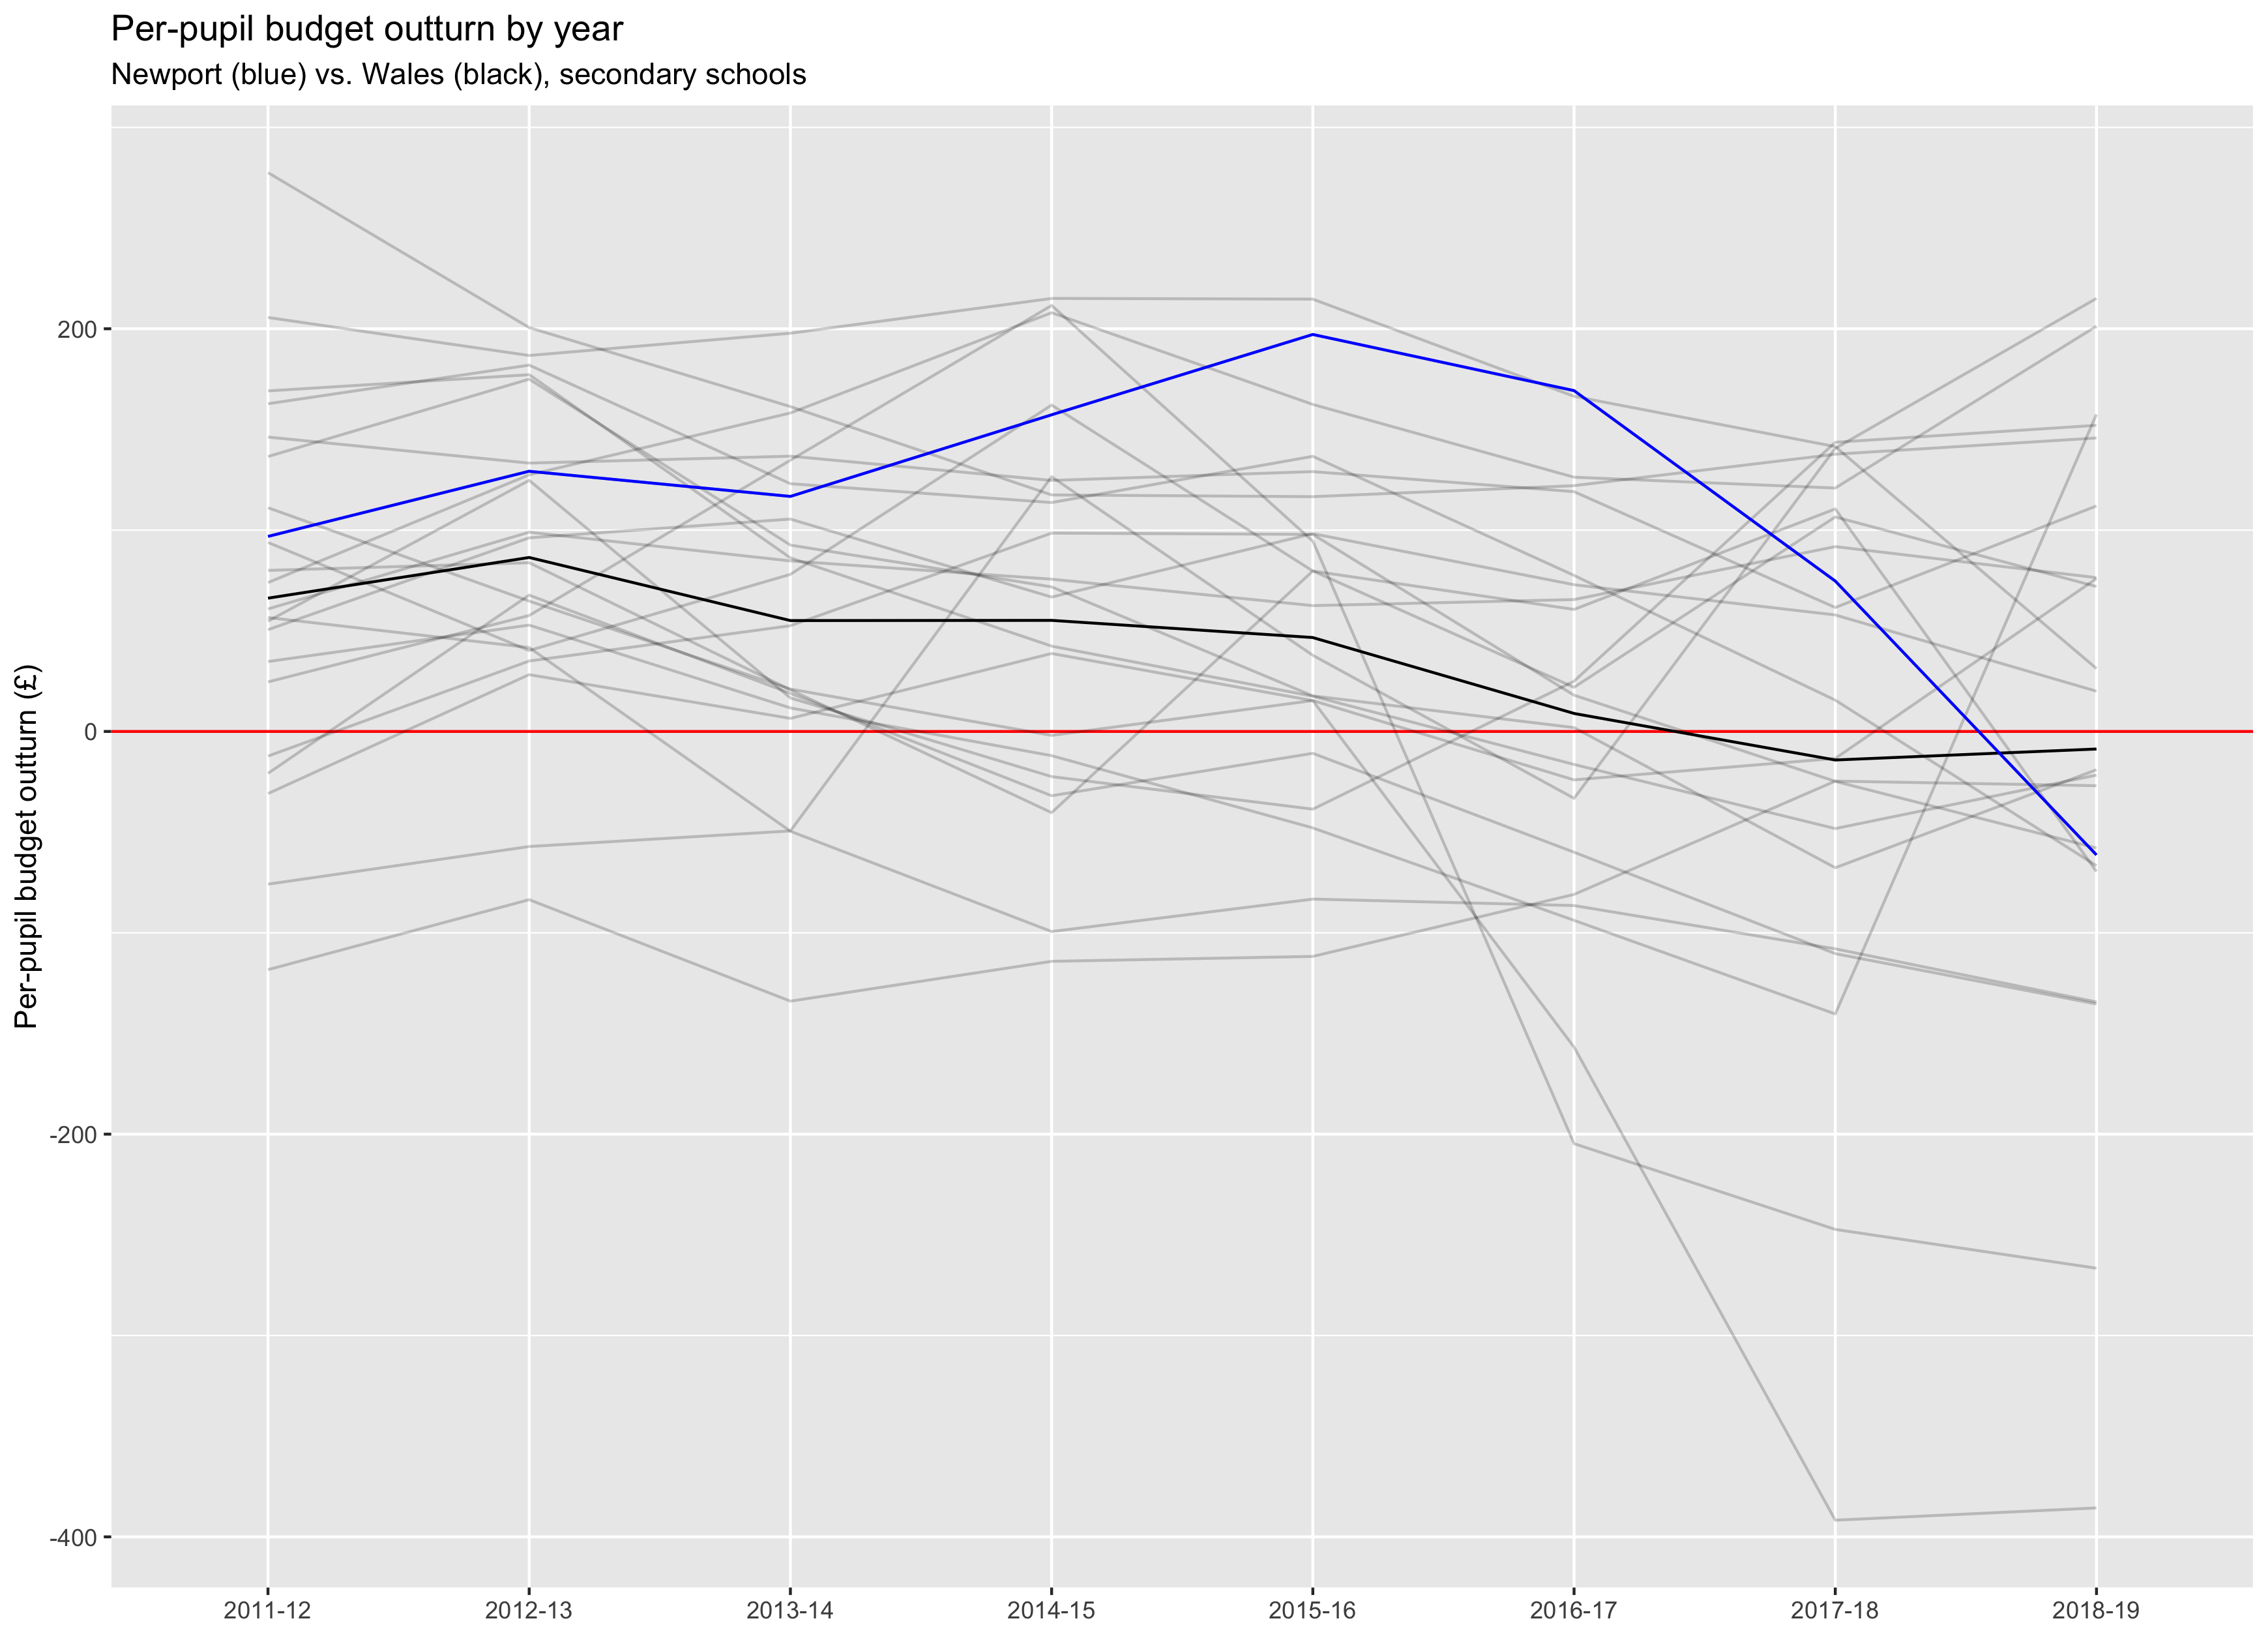 Per-pupil budget outturn by year
Newport (blue) vs. Wales (black), secondary schools
Per-pupil budget outturn (£)
200
0
-200
-400
2011-12 2012-13 2013-14 2014-15 2015-16 2016-17 2017-18 2018-19